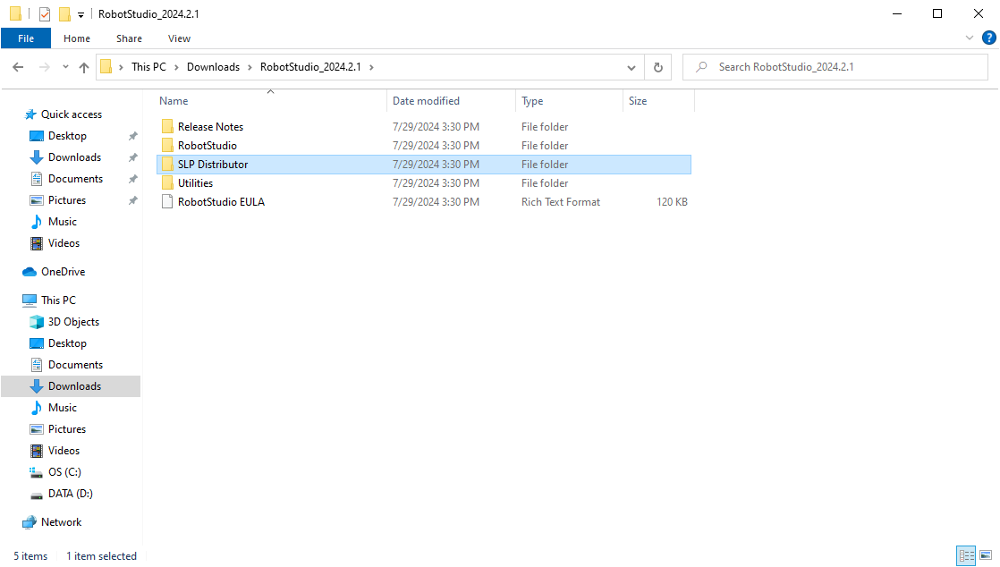 RobotStudio_2024.2.1
File Home Share View
This PC Downloads RobotStudio_2024.2.1
Search RobotStudio_2024.2.1
Name Date modified Type Size
Release Notes 7/29/2024 3:30 PM File folder
RobotStudio 7/29/2024 3:30 PM File folder
SLP Distributor 7/29/2024 3:30 PM File folder
Utilities 7/29/2024 3:30 PM File folder
RobotStudio EULA 7/29/2024 3:30 PM Rich Text Format 120 KB
Quick access
Desktop
Downloads
Documents
Pictures
Music
Videos
OneDrive
This PC
3D Objects
Desktop
Documents
Downloads
Music
Pictures
Videos
OS (C:)
DATA (D:)
Network
5 items 1 item selected